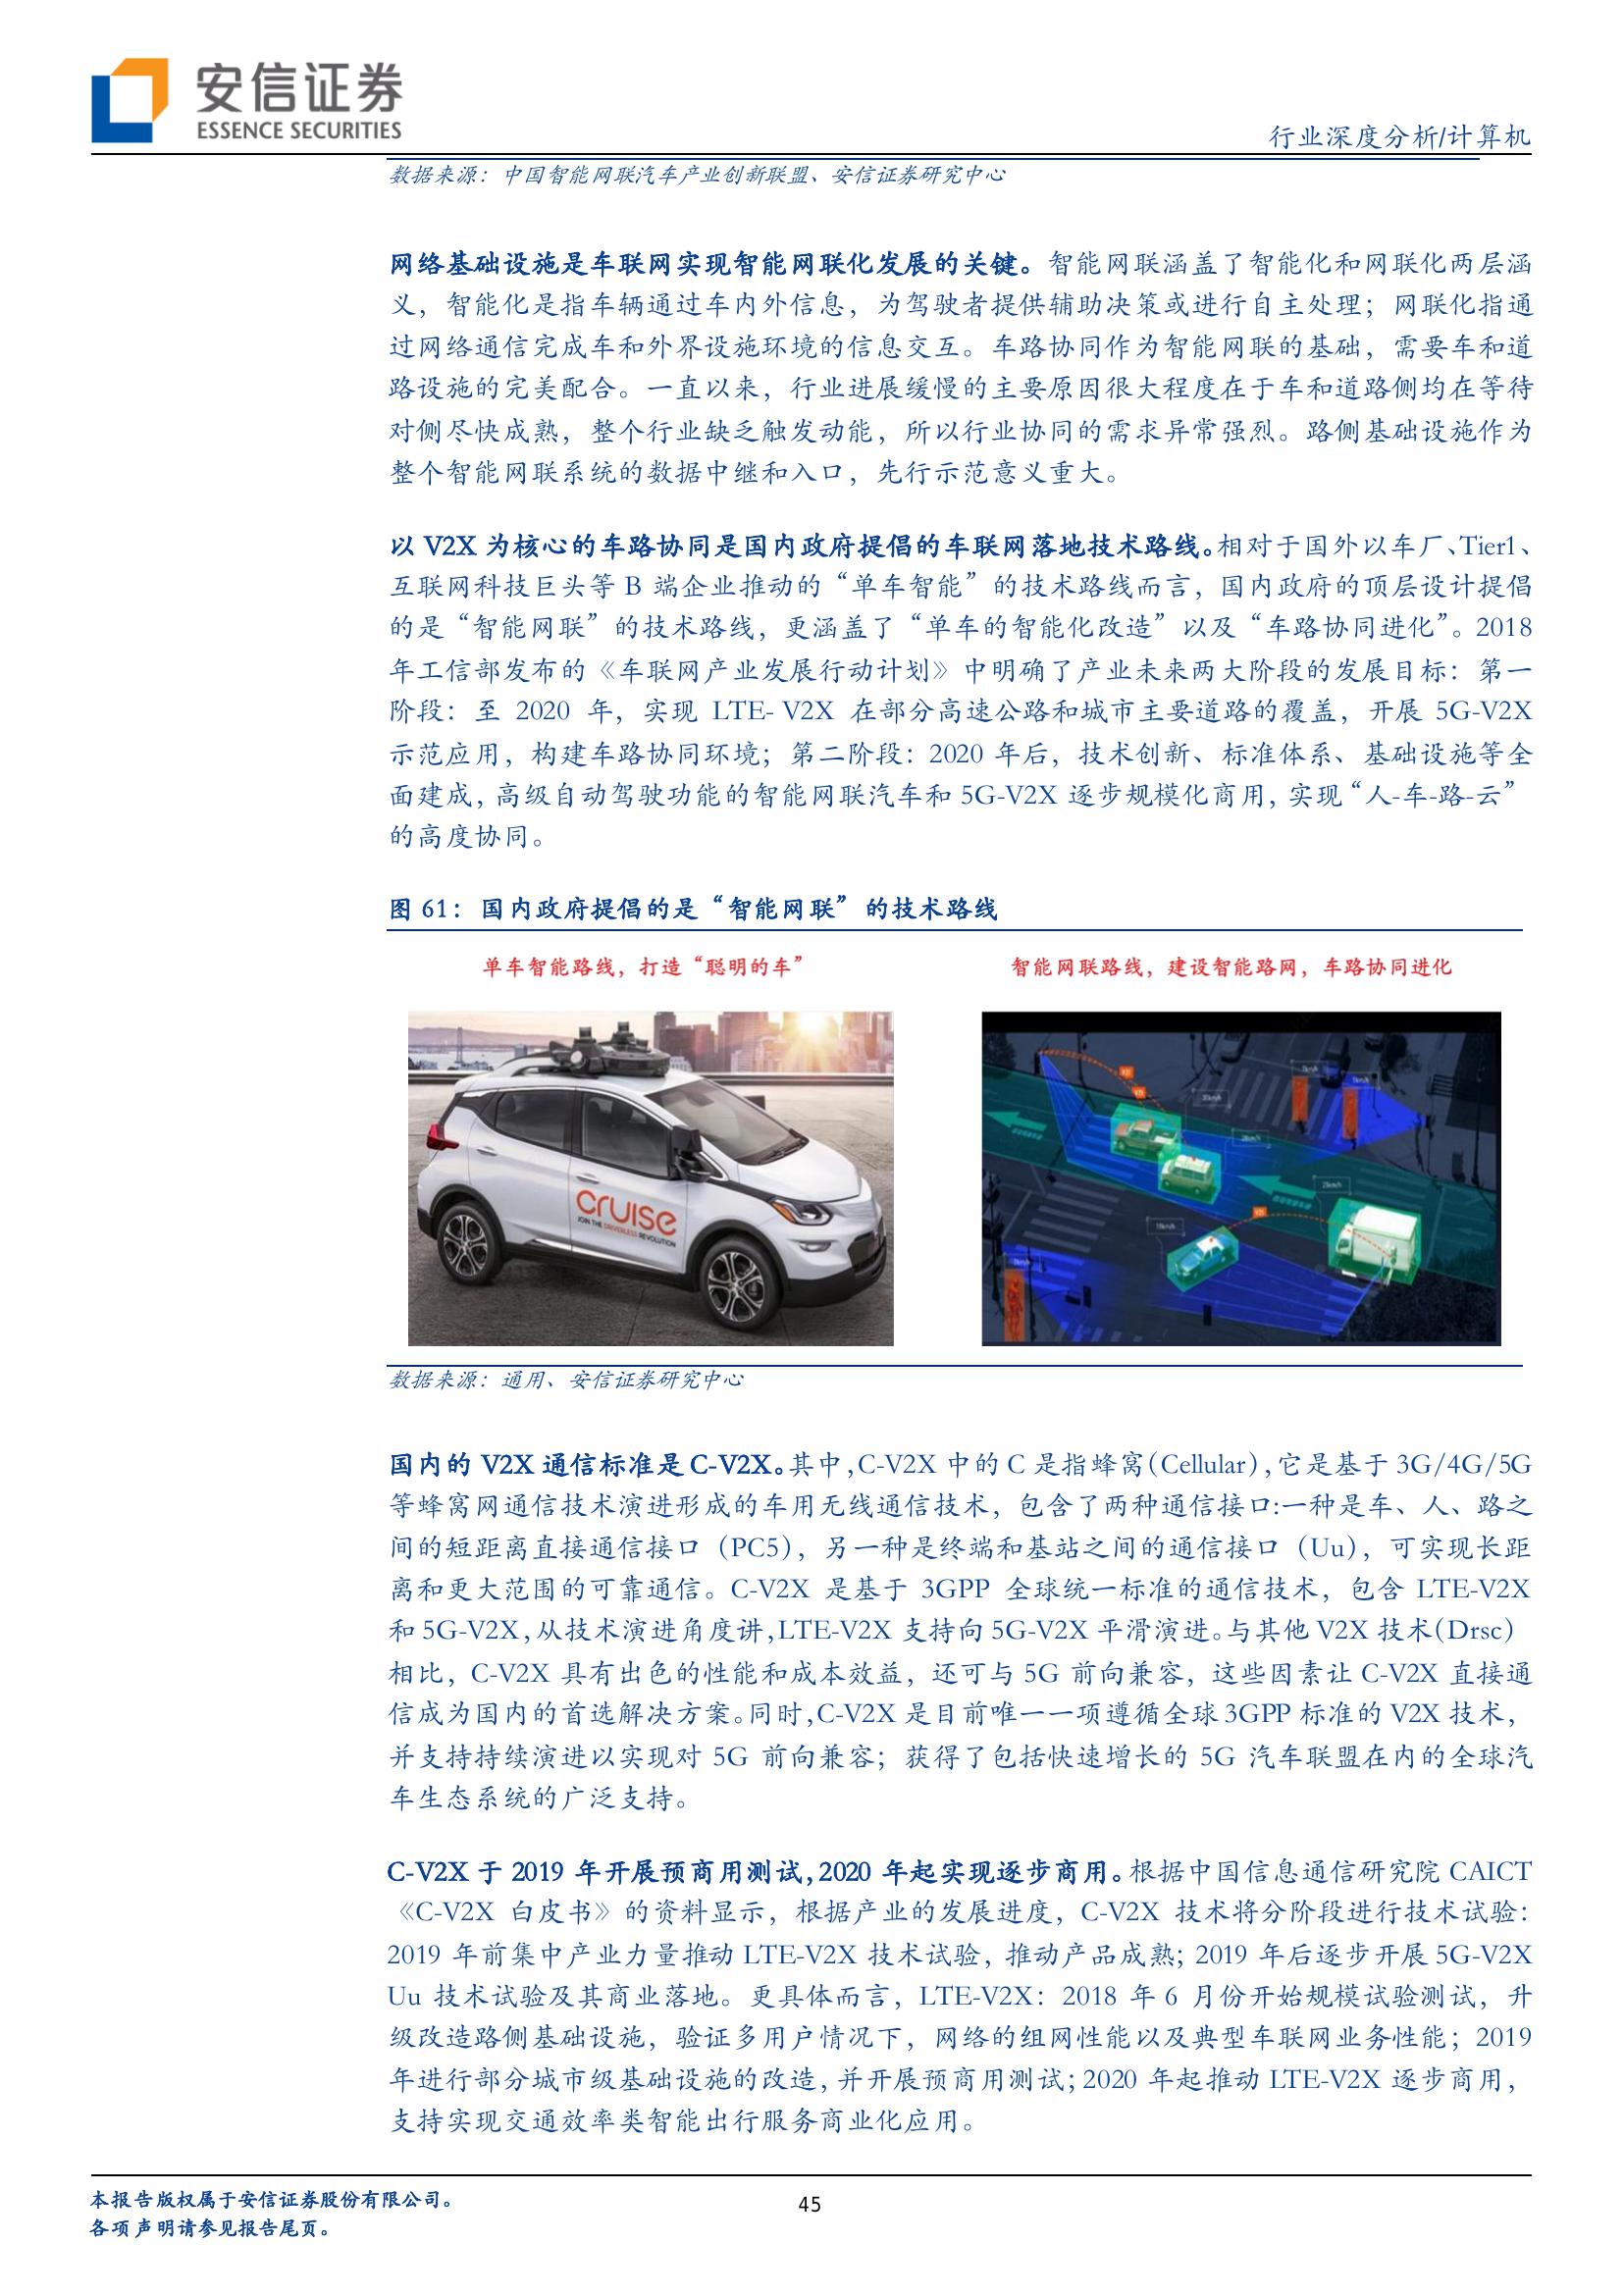 安信证券
ESSENCE SECURITIES
行业深度分析/计算机
数据来源：中国智能网联汽车产业创新联盟、安信证券研究中心
网络基础设施是车联网实现智能网联化发展的关键。智能网联涵盖了智能化和网联化两层涵
义，智能化是指车辆通过车内外信息，为驾驶者提供辅助决策或进行自主处理；网联化指通
过网络通信完成车和外界设施环境的信息交互。车路协同作为智能网联的基础，需要车和道
路设施的完美配合。一直以来，行业进展缓慢的主要原因很大程度在于车和道路侧均在等待
对侧尽快成熟，整个行业缺乏触发动能，所以行业协同的需求异常强烈。路侧基础设施作为
整个智能网联系统的数据中继和入口，先行示范意义重大。
以 V2X 为核心的车路协同是国内政府提倡的车联网落地技术路线。相对于国外以车厂、Tier1、
互联网科技巨头等 B 端企业推动的“单车智能”的技术路线而言，国内政府的顶层设计提倡
的是“智能网联”的技术路线，更涵盖了“单车的智能化改造”以及“车路协同进化”。2018
年工信部发布的《车联网产业发展行动计划》中明确了产业未来两大阶段的发展目标：第一
阶段：至 2020 年，实现 LTE- V2X 在部分高速公路和城市主要道路的覆盖，开展 5G-V2X
示范应用，构建车路协同环境；第二阶段：2020 年后，技术创新、标准体系、基础设施等全
面建成，高级自动驾驶功能的智能网联汽车和 5G-V2X 逐步规模化商用，实现“人-车-路-云”
的高度协同。
图 61：国内政府提倡的是“智能网联”的技术路线
单车智能路线，打造“聪明的车”
智能网联路线，建设智能路网，车路协同进化
cruise
JOIN THE DRIVERLESS REVOLUTION
数据来源：通用、安信证券研究中心
国内的 V2X 通信标准是 C-V2X。其中，C-V2X 中的 C 是指蜂窝（Cellular），它是基于 3G/4G/5G
等蜂窝网通信技术演进形成的车用无线通信技术，包含了两种通信接口:一种是车、人、路之
间的短距离直接通信接口（PC5），另一种是终端和基站之间的通信接口（Uu），可实现长距
离和更大范围的可靠通信。C-V2X 是基于 3GPP 全球统一标准的通信技术，包含 LTE-V2X
和 5G-V2X，从技术演进角度讲，LTE-V2X 支持向 5G-V2X 平滑演进。与其他 V2X 技术（Drsc）
相比，C-V2X 具有出色的性能和成本效益，还可与 5G 前向兼容，这些因素让 C-V2X 直接通
信成为国内的首选解决方案。同时，C-V2X 是目前唯一一项遵循全球 3GPP 标准的 V2X 技术，
并支持持续演进以实现对 5G 前向兼容；获得了包括快速增长的 5G 汽车联盟在内的全球汽
车生态系统的广泛支持。
C-V2X 于 2019 年开展预商用测试，2020 年起实现逐步商用。根据中国信息通信研究院 CAICT
《C-V2X 白皮书》的资料显示，根据产业的发展进度，C-V2X 技术将分阶段进行技术试验：
2019 年前集中产业力量推动 LTE-V2X 技术试验，推动产品成熟；2019 年后逐步开展 5G-V2X
Uu 技术试验及其商业落地。更具体而言，LTE-V2X：2018 年 6 月份开始规模试验测试，升
级改造路侧基础设施，验证多用户情况下，网络的组网性能以及典型车联网业务性能；2019
年进行部分城市级基础设施的改造，并开展预商用测试；2020 年起推动 LTE-V2X 逐步商用，
支持实现交通效率类智能出行服务商业化应用。
本报告版权属于安信证券股份有限公司。
45
各项声明请参见报告尾页。